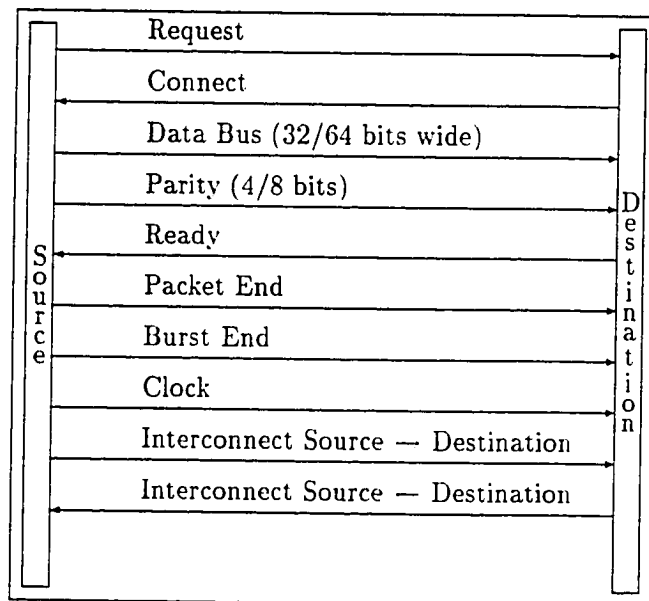 Request
Connect
Data Bus (32/64 bits wide)
Parity (4/8 bits)
Ready
Packet End
Burst End
Clock
Interconnect Source — Destination
Interconnect Source — Destination
Source
Destination